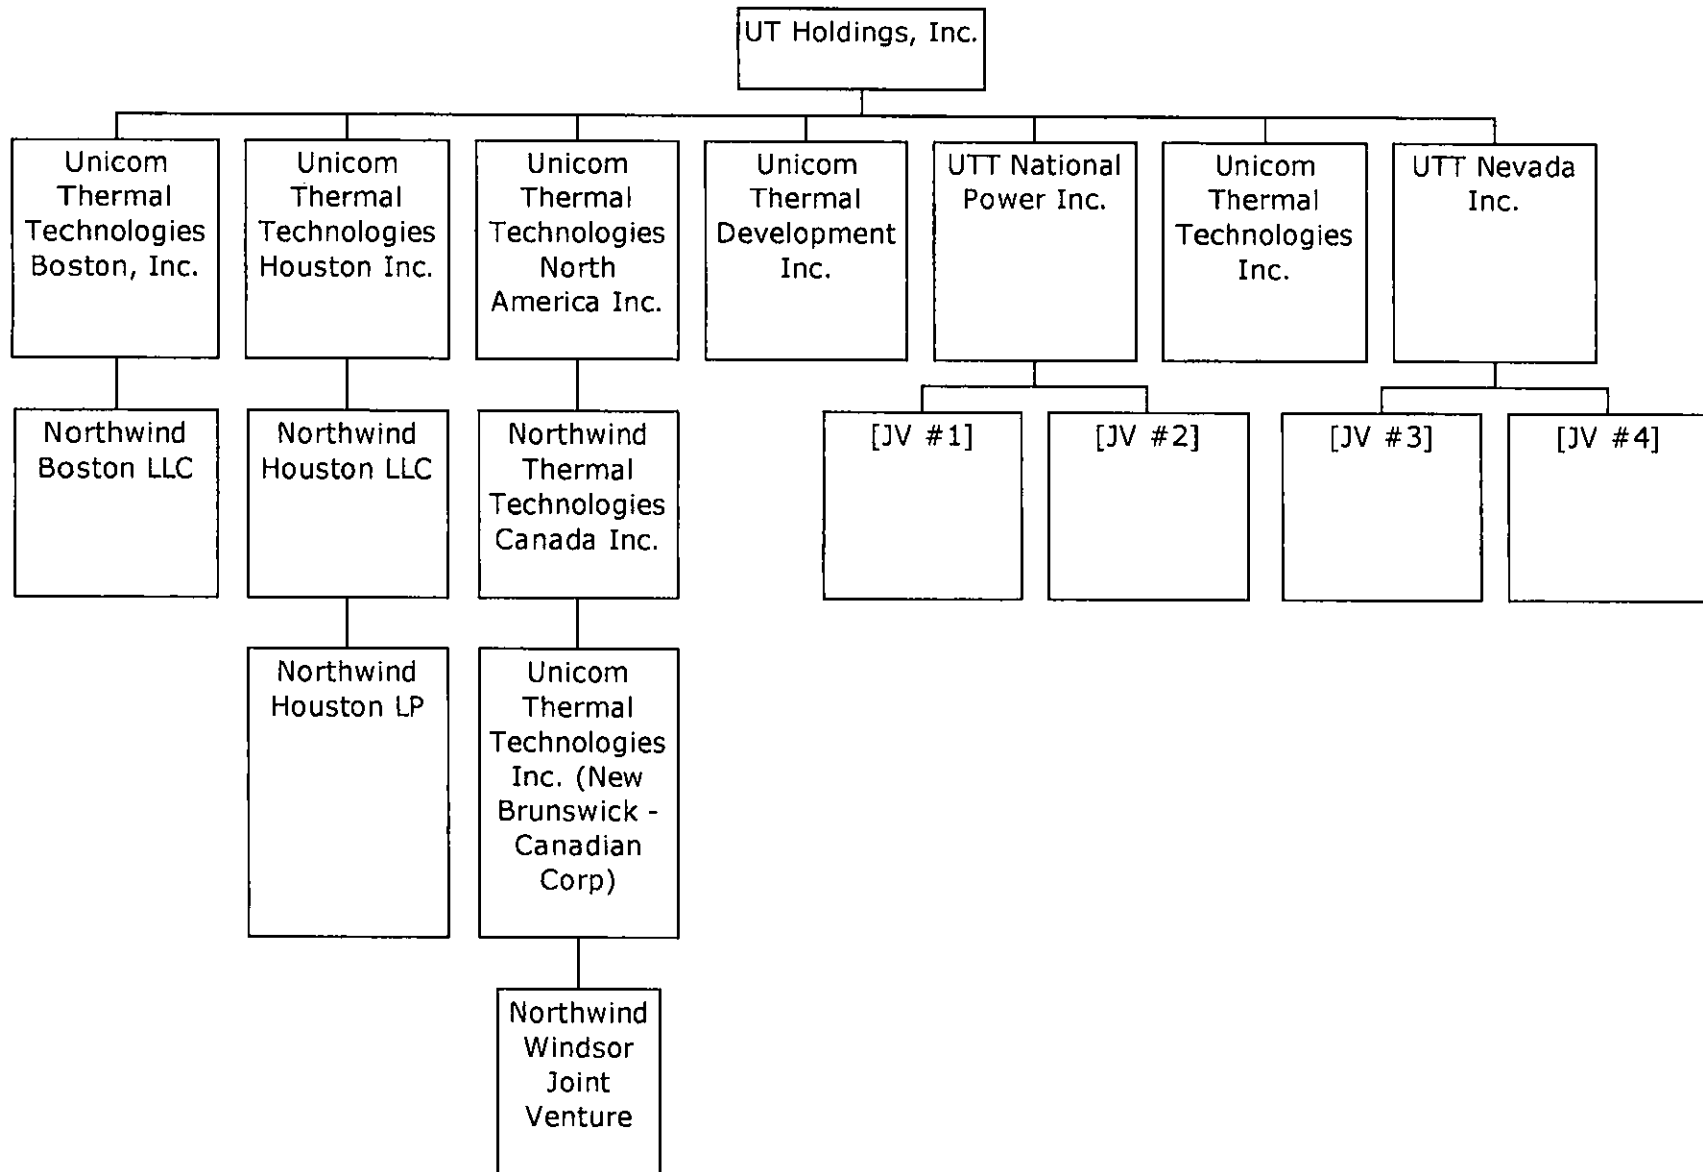 UT Holdings, Inc.
Unicom
Thermal
Technologies
Boston, Inc.
Unicom
Thermal
Technologies
Houston Inc.
Unicom
Thermal
Technologies
North
America Inc.
Unicom
Thermal
Development
Inc.
UTT National
Power Inc.
Unicom
Thermal
Technologies
Inc.
UTT Nevada
Inc.
Northwind
Boston LLC
Northwind
Houston LLC
Northwind
Thermal
Technologies
Canada Inc.
[JV #1]
[JV #2]
[JV #3]
[JV #4]
Northwind
Houston LP
Unicom
Thermal
Technologies
Inc. (New
Brunswick -
Canadian
Corp)
Northwind
Windsor
Joint
Venture